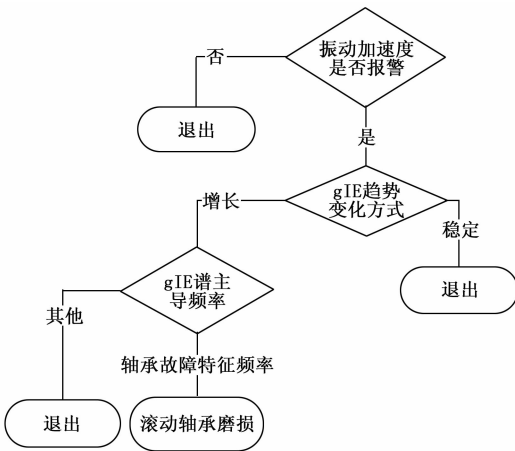 振动加速度
是否报警
否
退出
是
gIE趋势
变化方式
增长
稳定
退出
gIE谱主
导频率
其他
轴承故障特征频率
退出
滚动轴承磨损